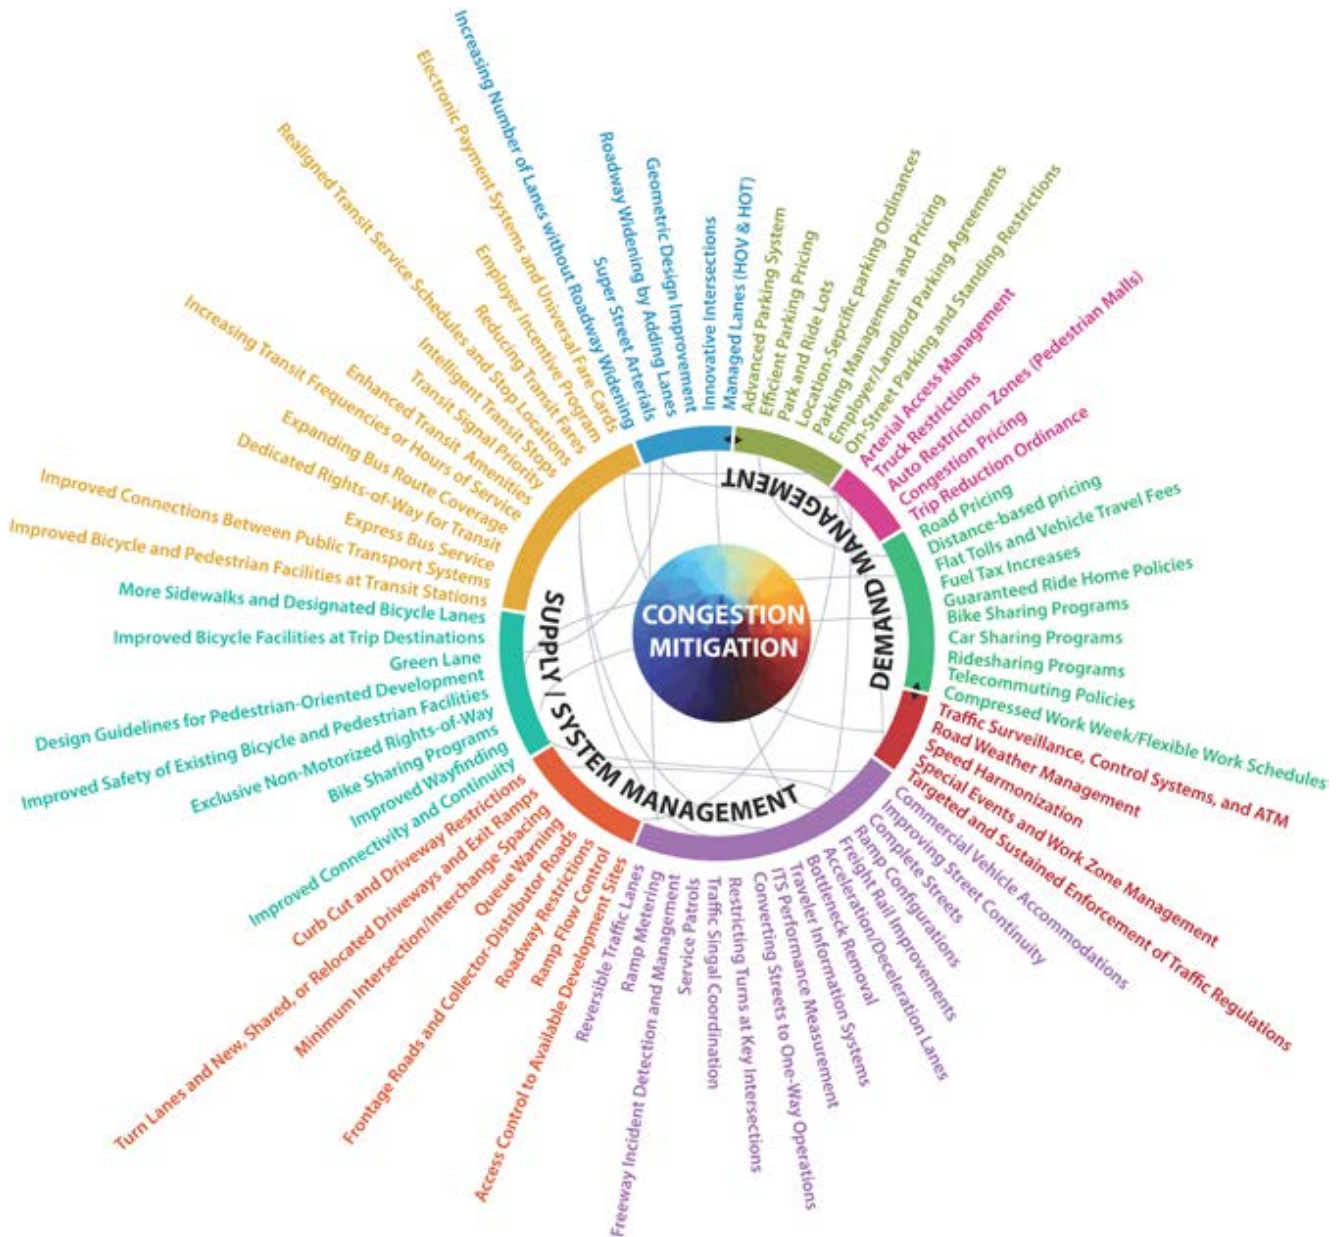 CONGESTION
MITIGATION
DEMAND MANAGEMENT
SUPPLY | SYSTEM MANAGEMENT
Advanced Parking System
Efficient Parking Pricing
Park and Ride Lots
Location-Sepcific parking Ordinances
Parking Management and Pricing
Employer/Landlord Parking Agreements
On-Street Parking and Standing Restrictions
Arterial Access Management
Truck Restrictions
Auto Restriction Zones (Pedestrian Malls)
Congestion Pricing
Trip Reduction Ordinance
Road Pricing
Distance-based pricing
Flat Tolls and Vehicle Travel Fees
Fuel Tax Increases
Guaranteed Ride Home Policies
Bike Sharing Programs
Car Sharing Programs
Ridesharing Programs
Telecommuting Policies
Compressed Work Week/Flexible Work Schedules
Traffic Surveillance, Control Systems, and ATM
Road Weather Management
Speed Harmonization
Special Events and Work Zone Management
Targeted and Sustained Enforcement of Traffic Regulations
Commercial Vehicle Accommodations
Improving Street Continuity
Complete Streets
Ramp Configurations
Freight Rail Improvements
Acceleration/Deceleration Lanes
Bottleneck Removal
Traveler Information Systems
ITS Performance Measurement
Converting Streets to One-Way Operations
Restricting Turns at Key Intersections
Traffic Singal Coordination
Service Patrols
Freeway Incident Detection and Management
Ramp Metering
Reversible Traffic Lanes
Access Control to Available Development Sites
Ramp Flow Control
Roadway Restrictions
Frontage Roads and Collector-Distributor Roads
Queue Warning
Minimum Intersection/Interchange Spacing
Turn Lanes and New, Shared, or Relocated Driveways and Exit Ramps
Curb Cut and Driveway Restrictions
Improved Connectivity and Continuity
Improved Wayfinding
Bike Sharing Programs
Exclusive Non-Motorized Rights-of-Way
Improved Safety of Existing Bicycle and Pedestrian Facilities
Design Guidelines for Pedestrian-Oriented Development
Green Lane
Improved Bicycle Facilities at Trip Destinations
More Sidewalks and Designated Bicycle Lanes
Improved Bicycle and Pedestrian Facilities at Transit Stations
Improved Connections Between Public Transport Systems
Express Bus Service
Dedicated Rights-of-Way for Transit
Expanding Bus Route Coverage
Increasing Transit Frequencies or Hours of Service
Enhanced Transit Amenities
Transit Signal Priority
Intelligent Transit Stops
Realigned Transit Service Schedules and Stop Locations
Reducing Transit Fares
Employer Incentive Program
Electronic Payment Systems and Universal Fare Cards
Increasing Number of Lanes without Roadway Widening
Super Street Arterials
Roadway Widening by Adding Lanes
Geometric Design Improvement
Innovative Intersections
Managed Lanes (HOV & HOT)